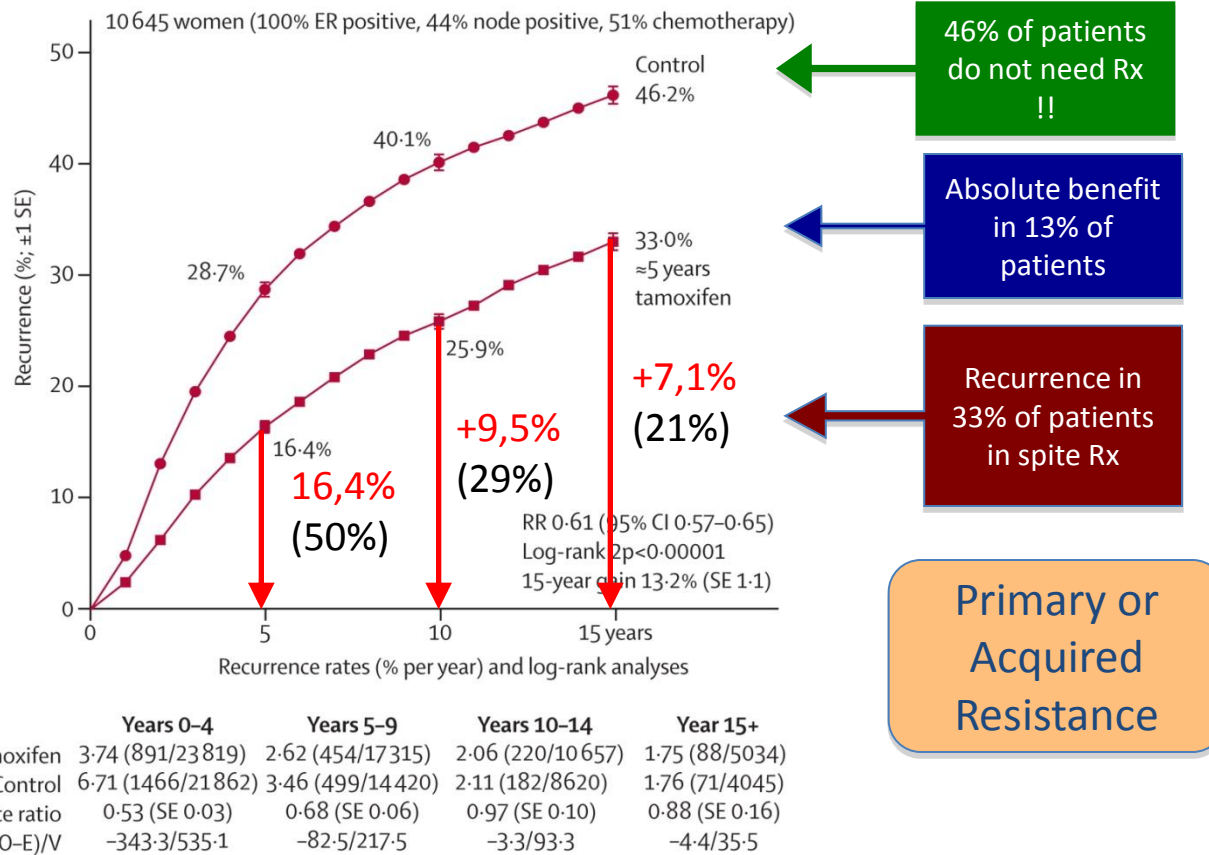 10 645 women (100% ER positive, 44% node positive, 51% chemotherapy)
50
40
30
20
10
0
Recurrence (%; ±1 SE)
Control
46·2%
40·1%
28·7%
33·0%
≈5 years
tamoxifen
25·9%
16·4%
16,4%
(50%)
+9,5%
(29%)
+7,1%
(21%)
RR 0·61 (95% CI 0·57–0·65)
Log-rank 2p<0·00001
15-year gain 13·2% (SE 1·1)
0 5 10 15 years
Recurrence rates (% per year) and log-rank analyses
Years 0–4 Years 5–9 Years 10–14 Year 15+
moxifen 3·74 (891/23 819) 2·62 (454/17 315) 2·06 (220/10 657) 1·75 (88/5034)
Control 6·71 (1466/21 862) 3·46 (499/14 420) 2·11 (182/8620) 1·76 (71/4045)
ratio 0·53 (SE 0·03) 0·68 (SE 0·06) 0·97 (SE 0·10) 0·88 (SE 0·16)
O–E)/V –343·3/535·1 –82·5/217·5 –3·3/93·3 –4·4/35·5
46% of patients
do not need Rx
!!
Absolute benefit
in 13% of
patients
Recurrence in
33% of patients
in spite Rx
Primary or
Acquired
Resistance